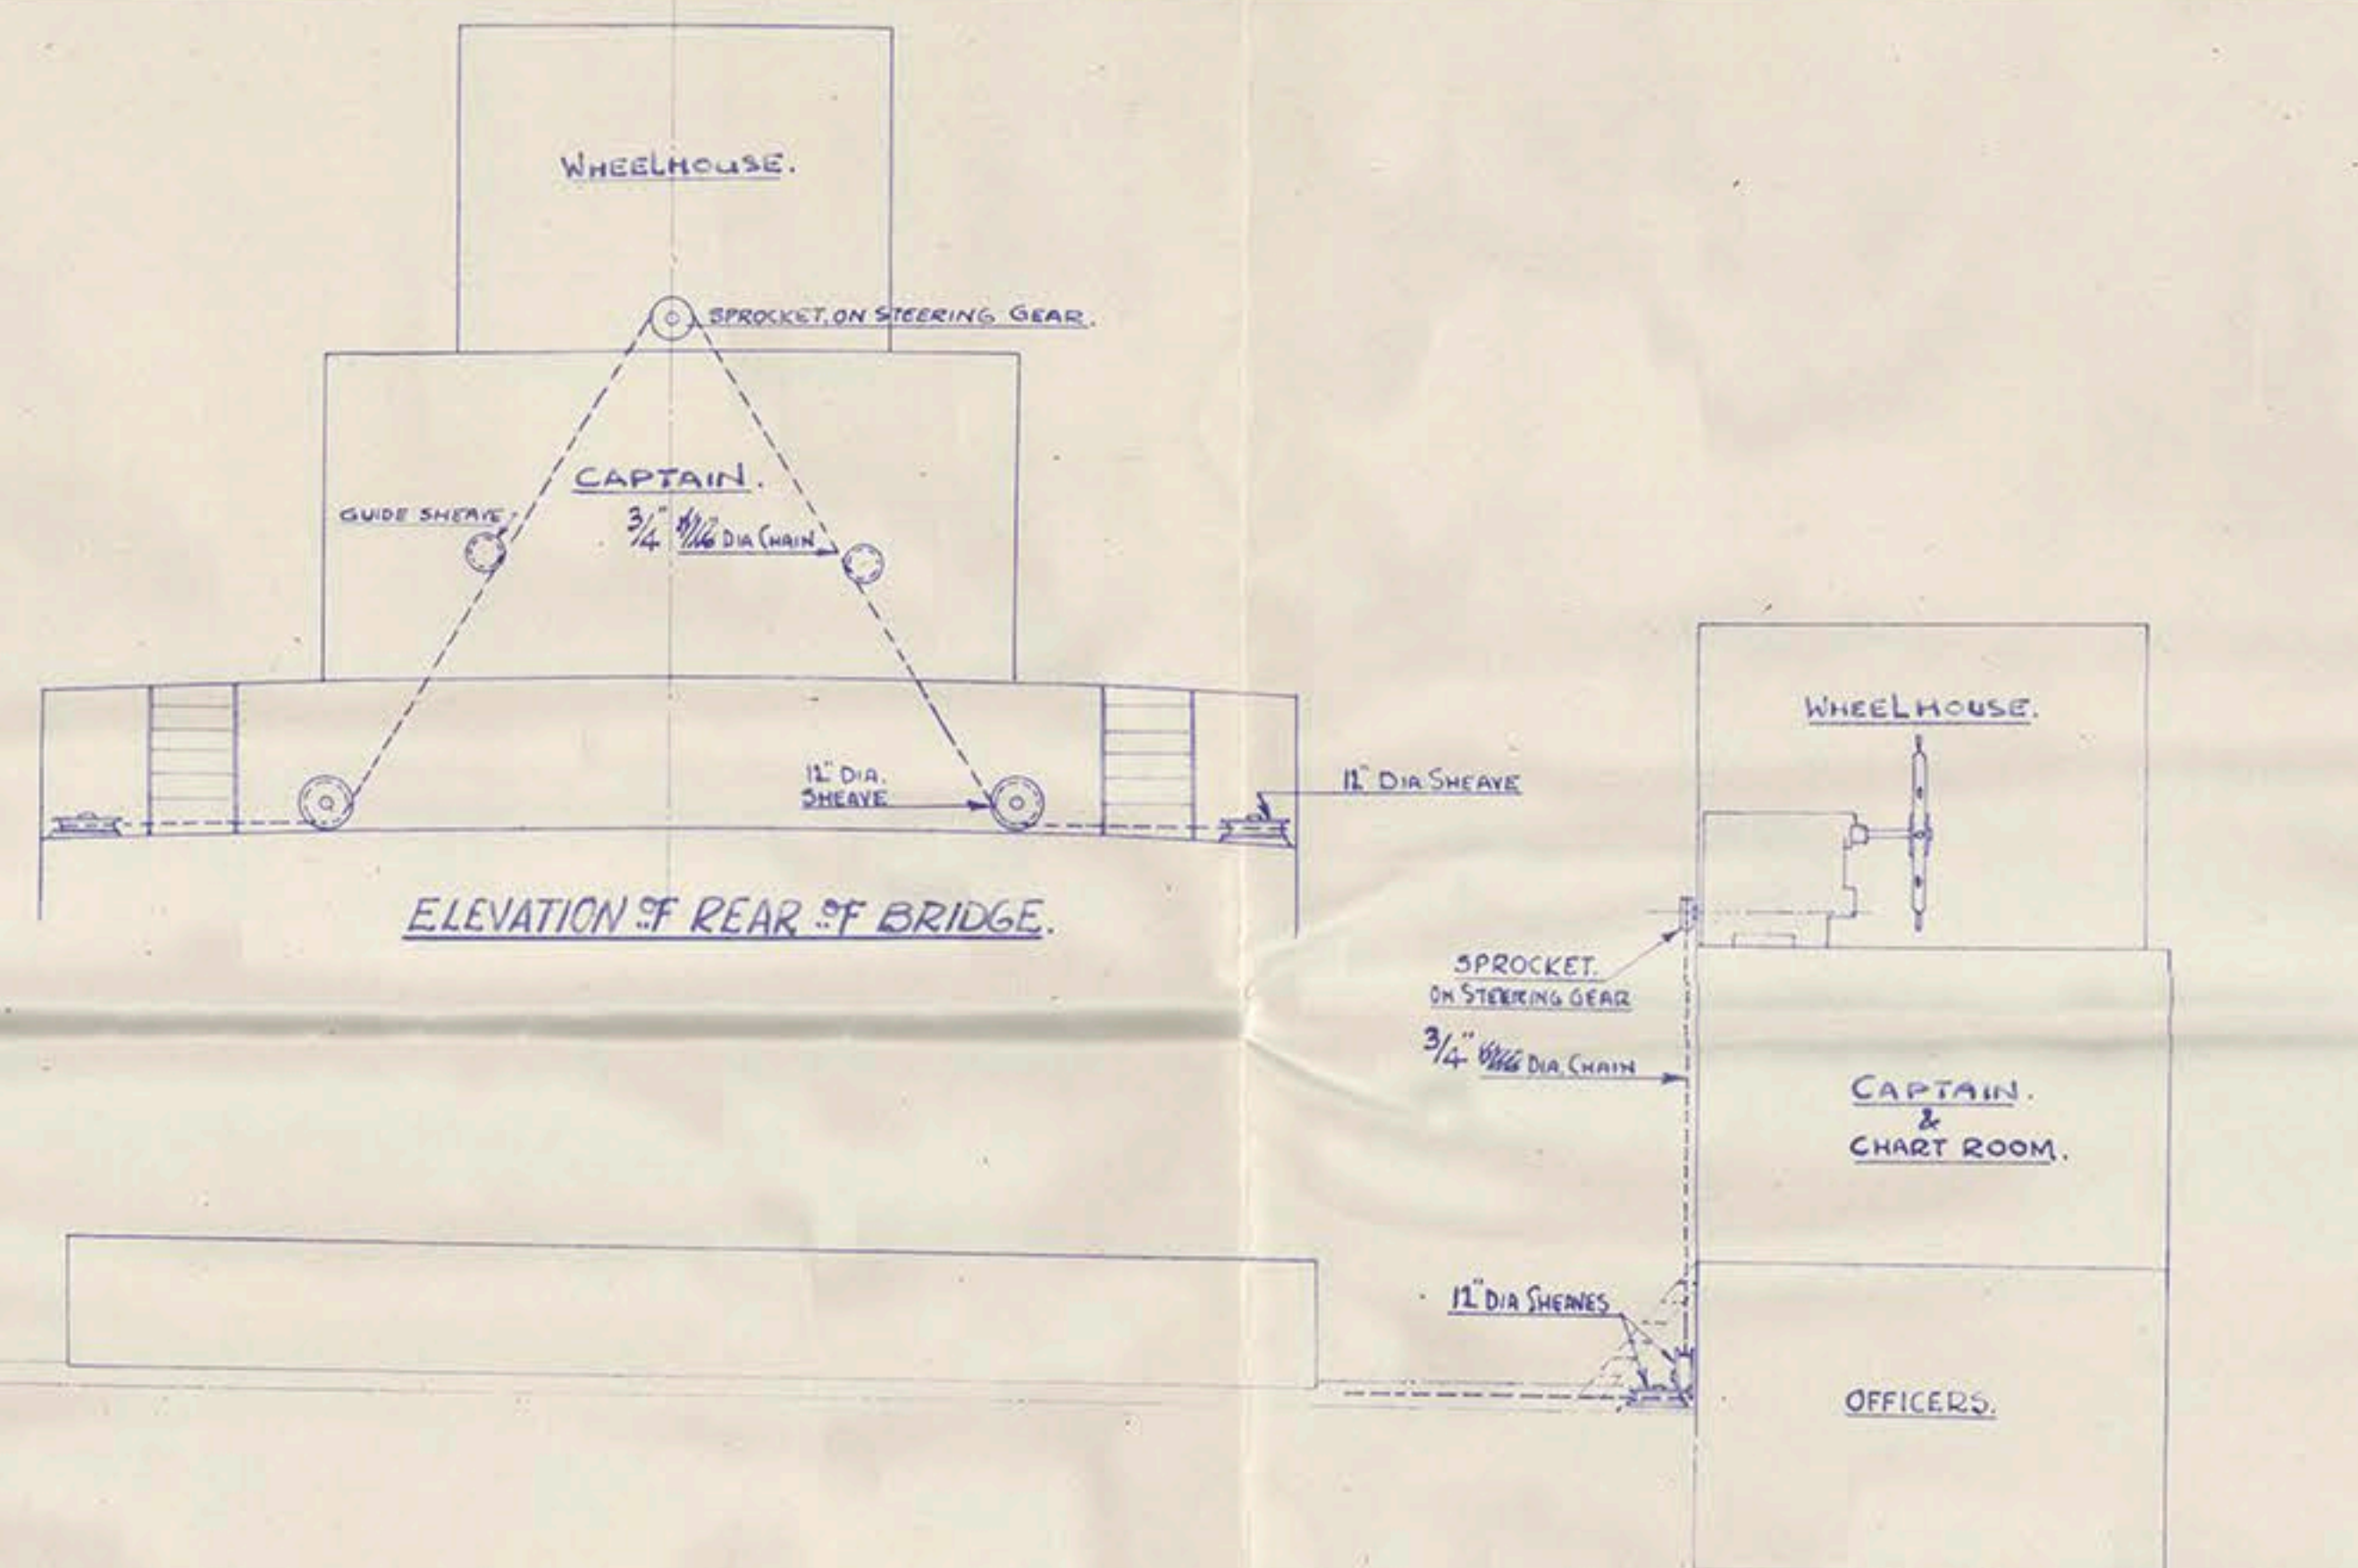 WHEELHOUSE.
SPROCKET, ON STEERING GEAR.
CAPTAIN.
GUIDE SHEAVE
3/4" DIA CHAIN
12" DIA.
SHEAVE
12" DIA SHEAVE
ELEVATION OF REAR OF BRIDGE.
WHEELHOUSE.
SPROCKET.
ON STEERING GEAR
3/4" DIA. CHAIN
CAPTAIN.
&
CHART ROOM.
12" DIA SHEAVES
OFFICERS.